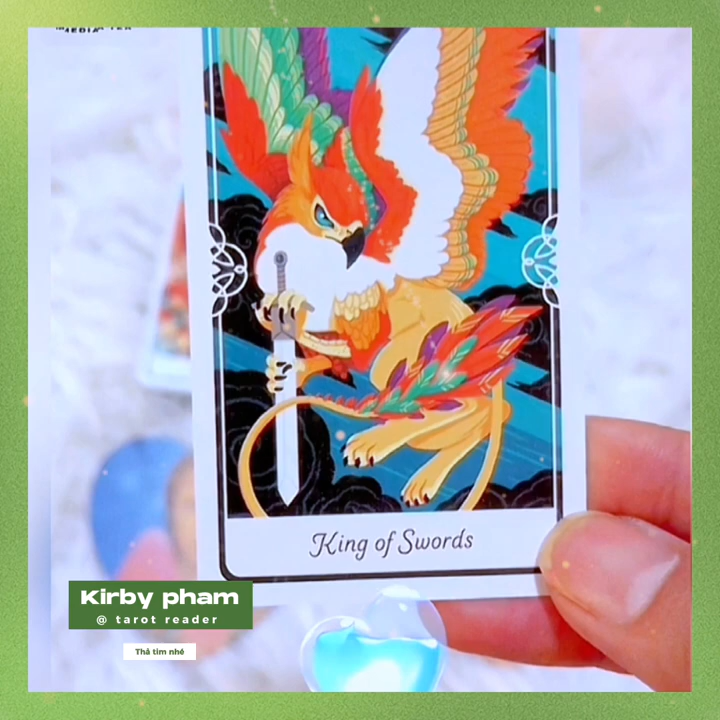 King of Swords
Kirby pham
@ tarot reader
Thả tim nhé